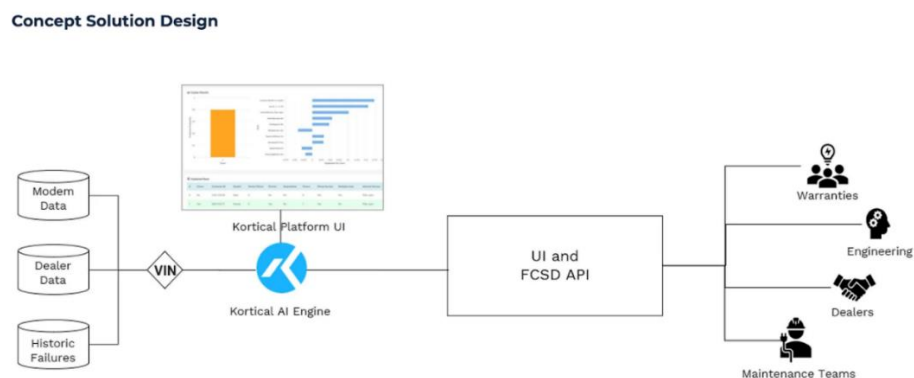 Concept Solution Design
Modem
Data
Dealer
Data
Historic
Failures
VIN
Kortical Platform UI
Kortical AI Engine
UI and
FCSD API
Warranties
Engineering
Dealers
Maintenance Teams